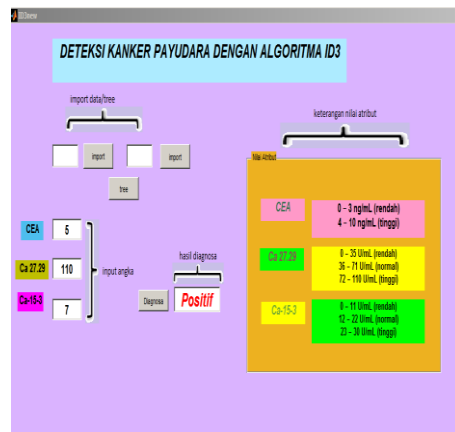 DETEKSI KANKER PAYUDARA DENGAN ALGORITMA ID3
import data/tree
import
import
tree
CEA
5
Ca 27.29
110
Ca-15-3
7
input angka
hasil diagnosa
Diagnosa
Positif
keterangan nilai atribut
Nilai Atribut
CEA
0 – 3 ng/mL (rendah)
4 – 10 ng/mL (tinggi)
Ca 27.29
0 – 35 U/mL (rendah)
36 – 71 U/mL (normal)
72 – 110 U/mL (tinggi)
Ca-15-3
0 – 11 U/mL (rendah)
12 – 22 U/mL (normal)
23 – 30 U/mL (tinggi)